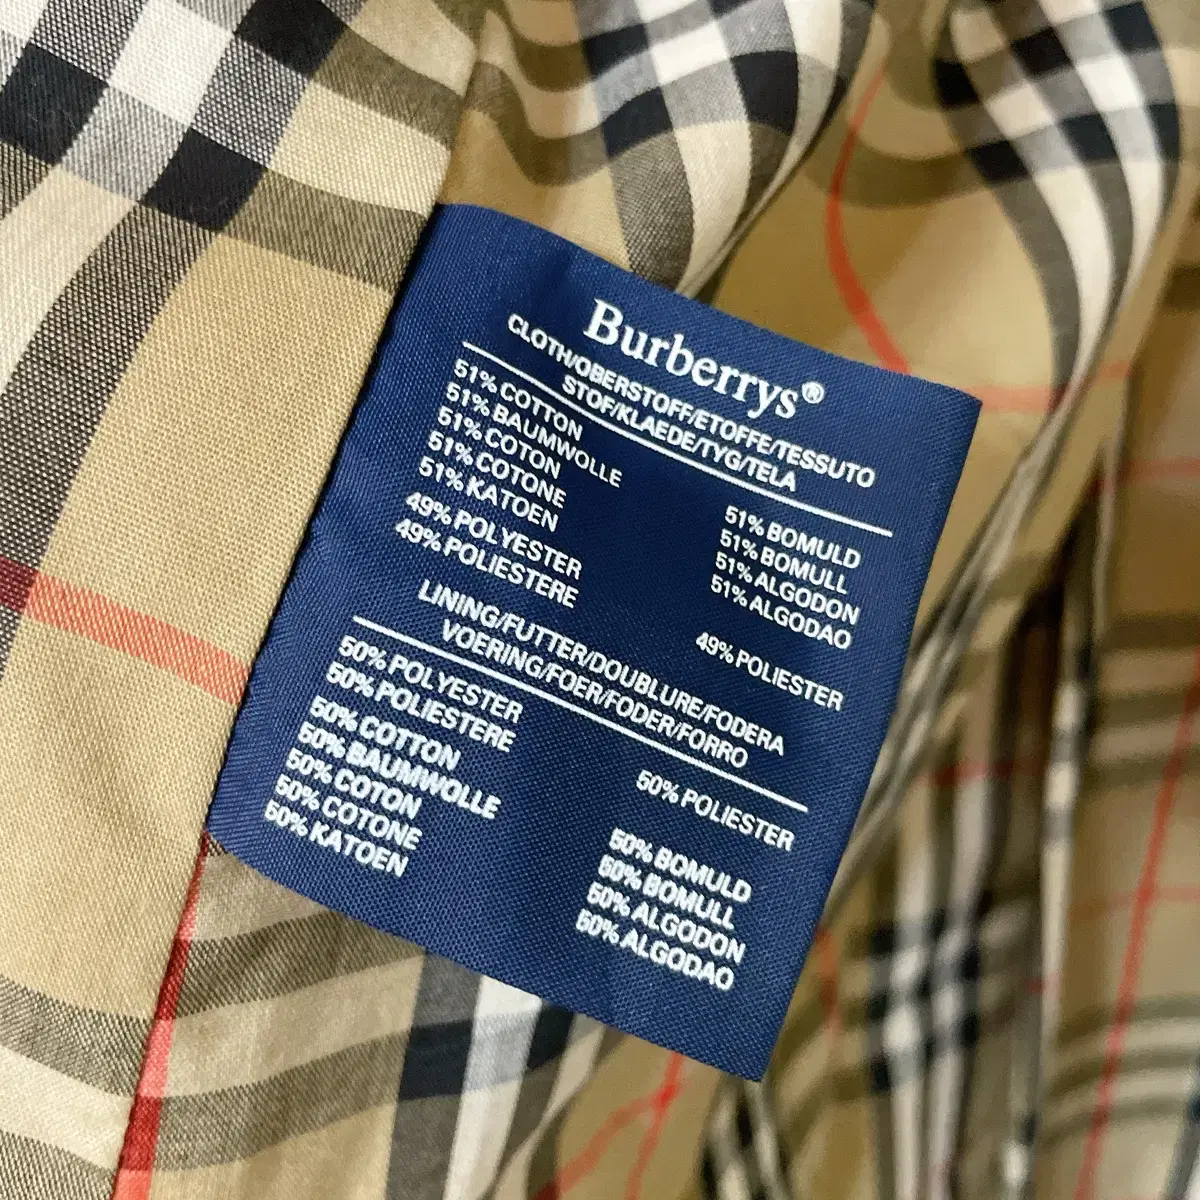 Burberrys®
CLOTH/OBERSTOFF/ETOFFE/TESSUTO
STOF/KLAEDE/TYG/TELA
51% COTTON
51% BAUMWOLLE
51% COTON
51% COTONE
51% KATOEN
49% POLYESTER
49% POLIESTERE
51% BOMULD
51% BOMULL
51% ALGODON
51% ALGODAO
49% POLIESTER
LINING/FUTTER/DOUBLURE/FODERA
VOERING/FOER/FODER/FORRO
50% POLYESTER
50% POLIESTERE
50% COTTON
50% BAUMWOLLE
50% COTON
50% COTONE
50% KATOEN
50% POLIESTER
50% BOMULD
50% BOMULL
50% ALGODON
50% ALGODAO